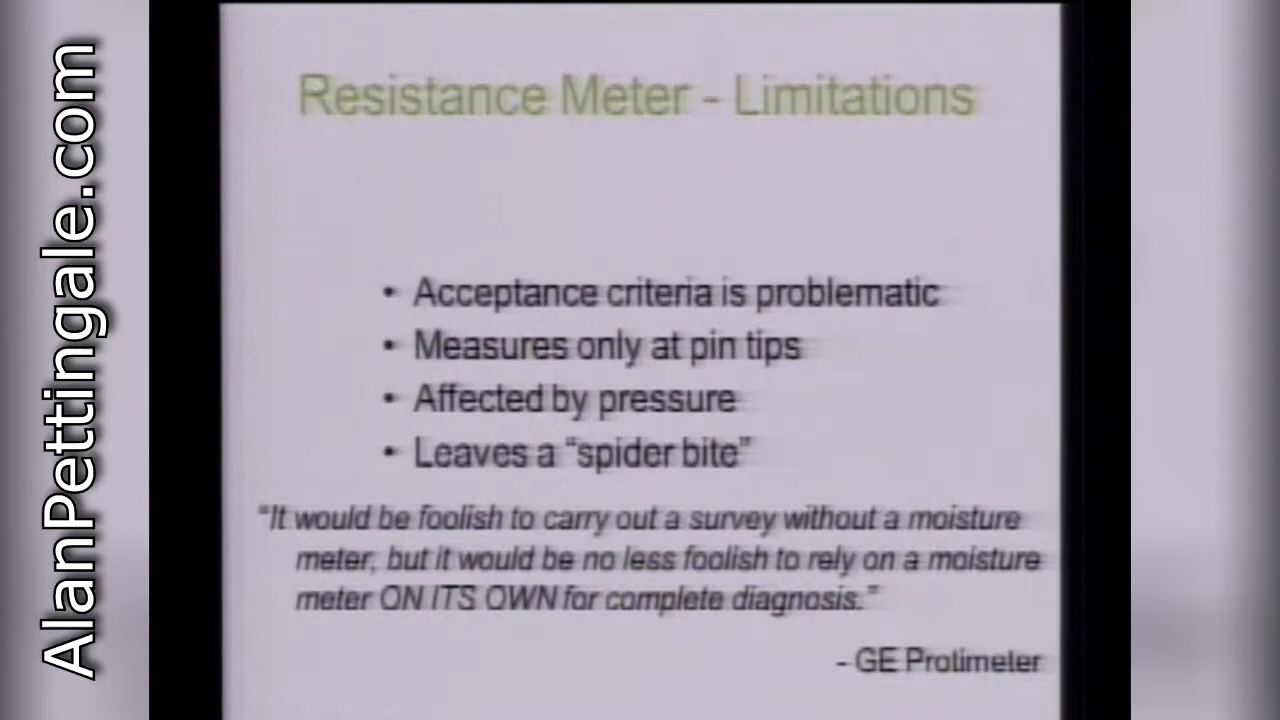 AlanPettingale.com
Resistance Meter - Limitations
• Acceptance criteria is problematic
• Measures only at pin tips
• Affected by pressure
• Leaves a “spider bite”
“It would be foolish to carry out a survey without a moisture
meter, but it would be no less foolish to rely on a moisture
meter ON ITS OWN for complete diagnosis.”
- GE Protimeter